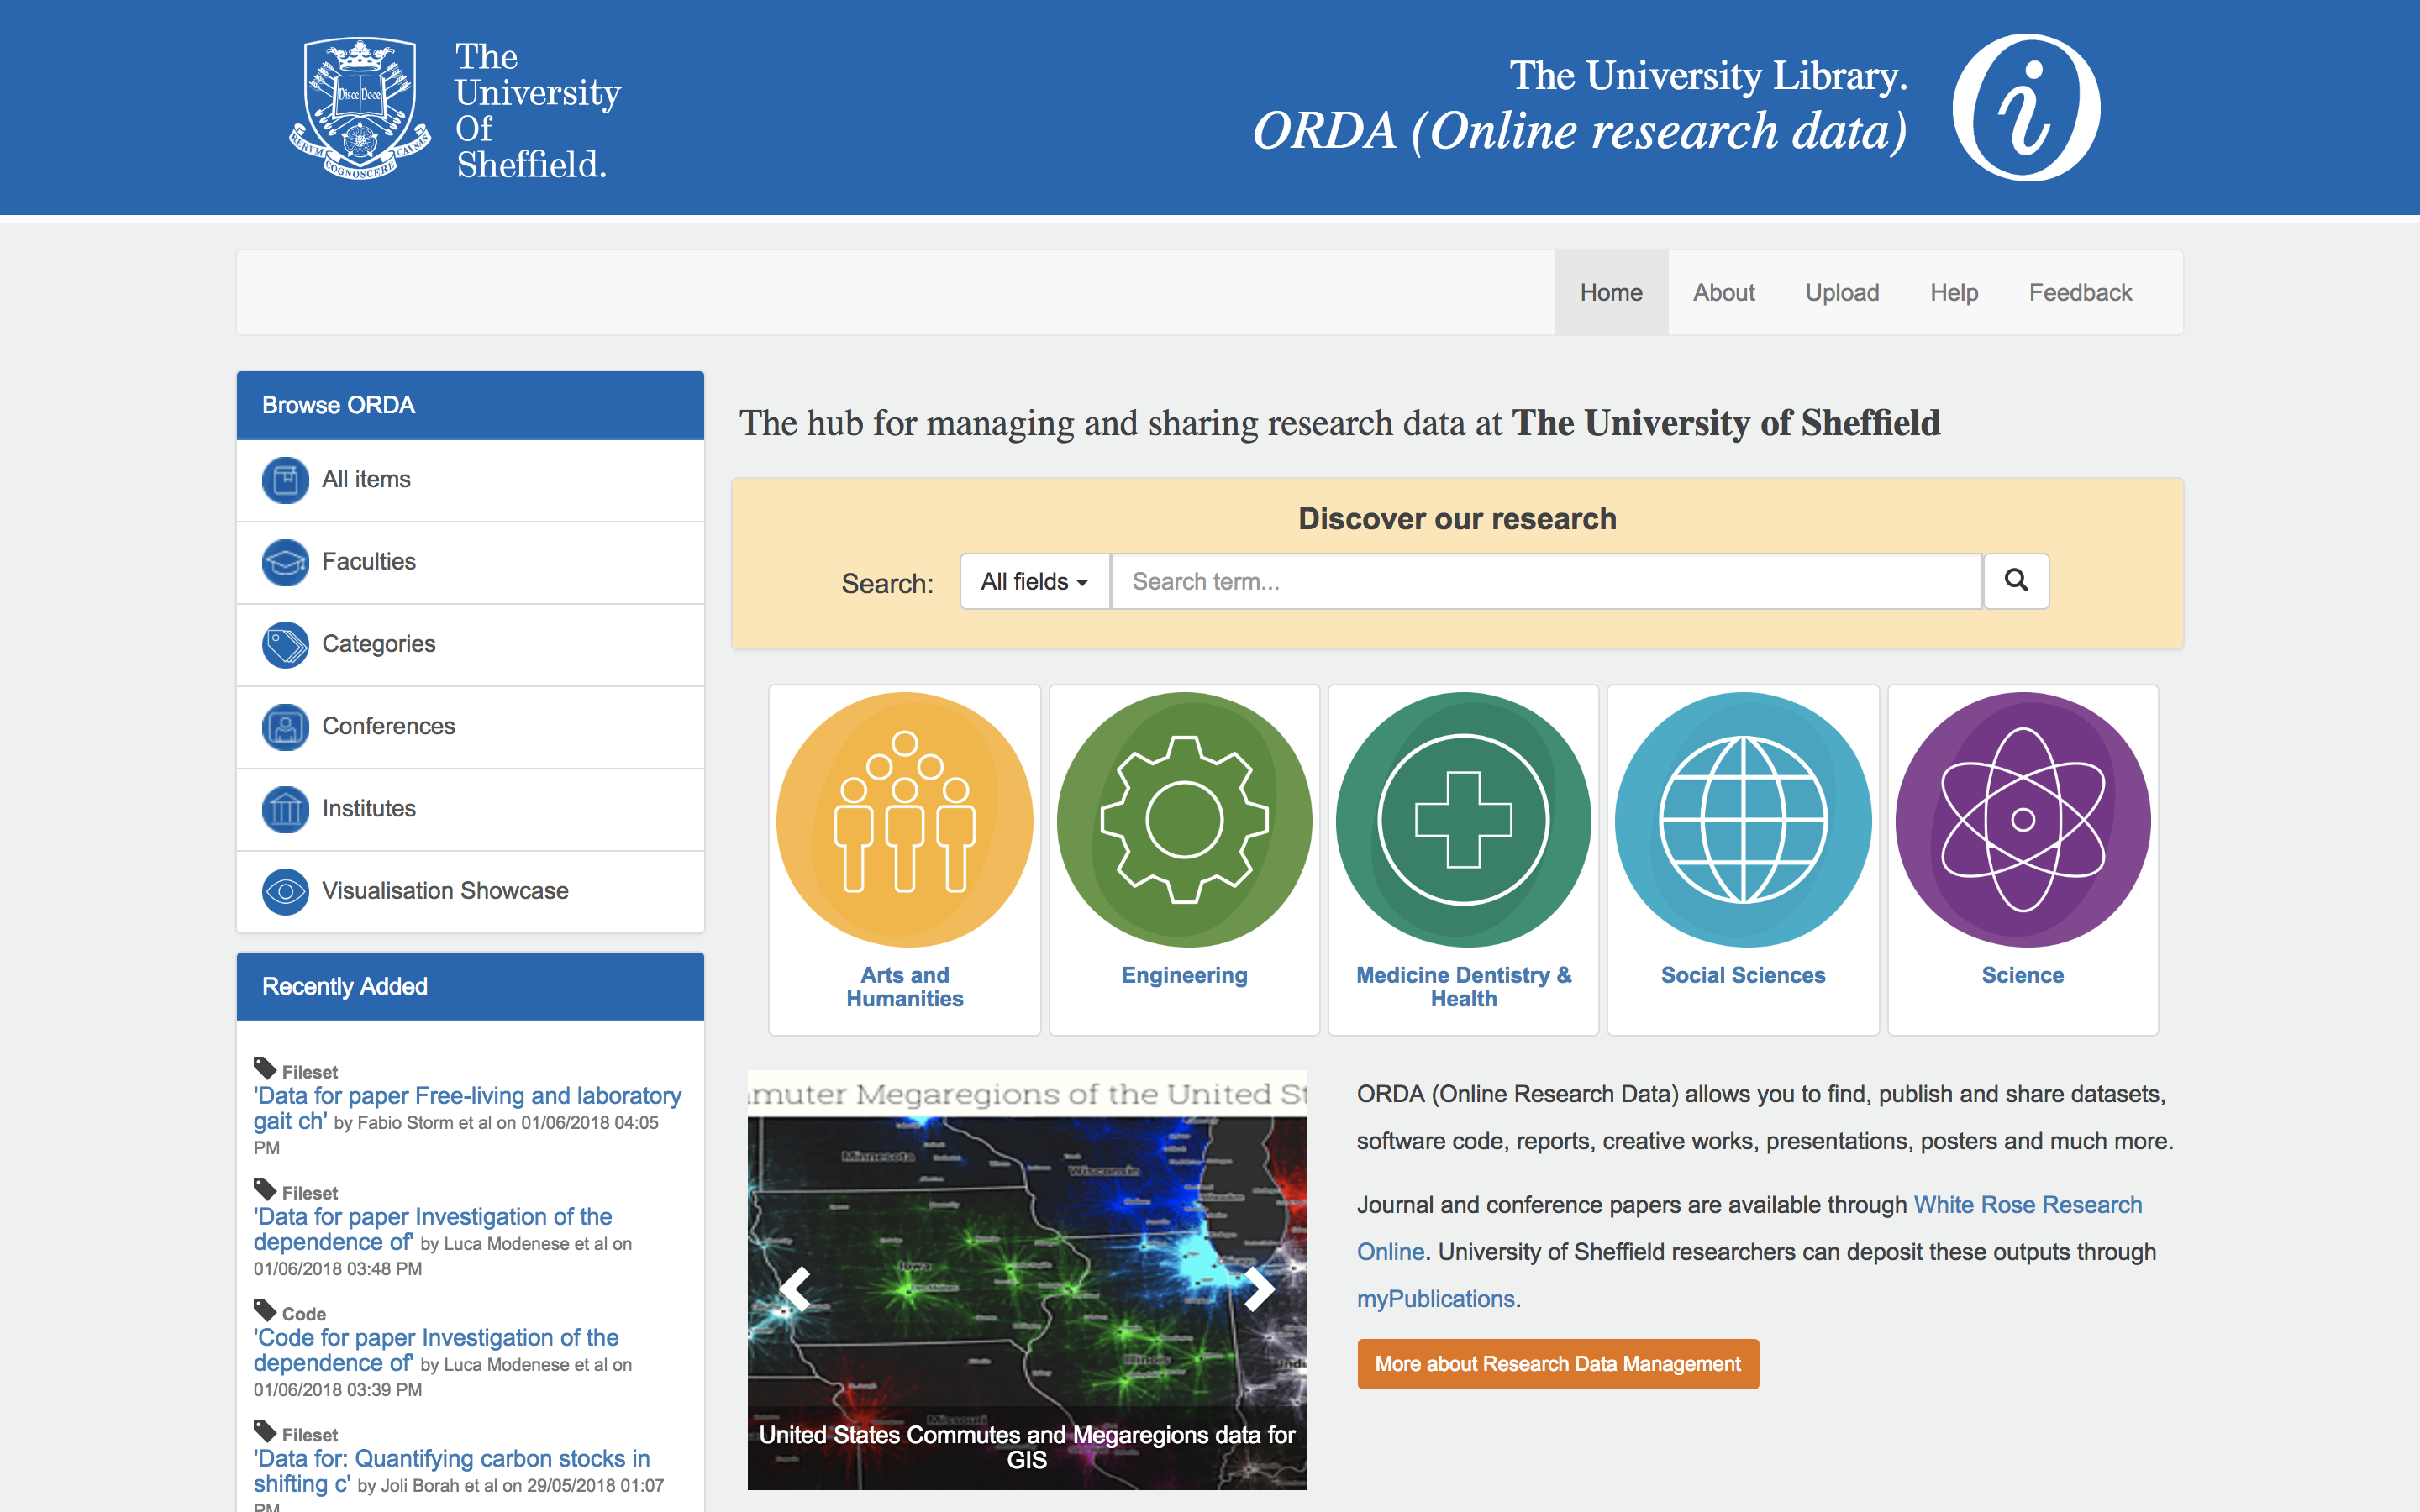 The
University
Of
Sheffield.
Disce Doce
RERVM COGNOSCERE CAVSAS
The University Library.
ORDA (Online research data)
i
Home About Upload Help Feedback
Browse ORDA
All items
Faculties
Categories
Conferences
Institutes
Visualisation Showcase
The hub for managing and sharing research data at The University of Sheffield
Discover our research
Search: All fields Search term...
Arts and
Humanities
Engineering
Medicine Dentistry &
Health
Social Sciences
Science
Recently Added
Fileset
'Data for paper Free-living and laboratory
gait ch' by Fabio Storm et al on 01/06/2018 04:05
PM
Fileset
'Data for paper Investigation of the
dependence of' by Luca Modenese et al on
01/06/2018 03:48 PM
Code
'Code for paper Investigation of the
dependence of' by Luca Modenese et al on
01/06/2018 03:39 PM
Fileset
'Data for: Quantifying carbon stocks in
shifting c' by Joli Borah et al on 29/05/2018 01:07
PM
muter Megaregions of the United St
Minnesota
Wisconsin
Iowa
Chicago
Illinois
Indi
Missouri
United States Commutes and Megaregions data for
GIS
ORDA (Online Research Data) allows you to find, publish and share datasets,
software code, reports, creative works, presentations, posters and much more.
Journal and conference papers are available through White Rose Research
Online. University of Sheffield researchers can deposit these outputs through
myPublications.
More about Research Data Management